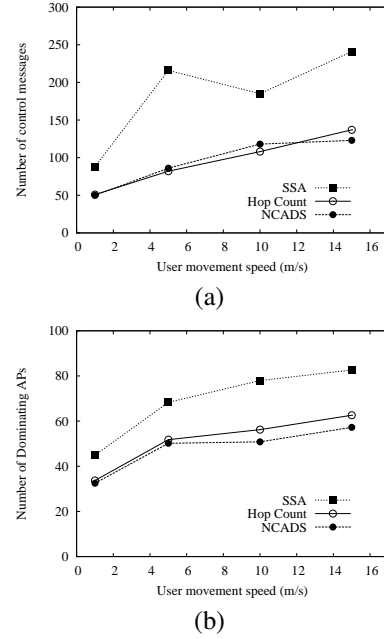 300
250
200
150
100
50
0
Number of control messages
SSA
Hop Count
NCADS
0 2 4 6 8 10 12 14 16
User movement speed (m/s)
(a)
100
80
60
40
20
0
Number of Dominating APs
SSA
Hop Count
NCADS
0 2 4 6 8 10 12 14 16
User movement speed (m/s)
(b)